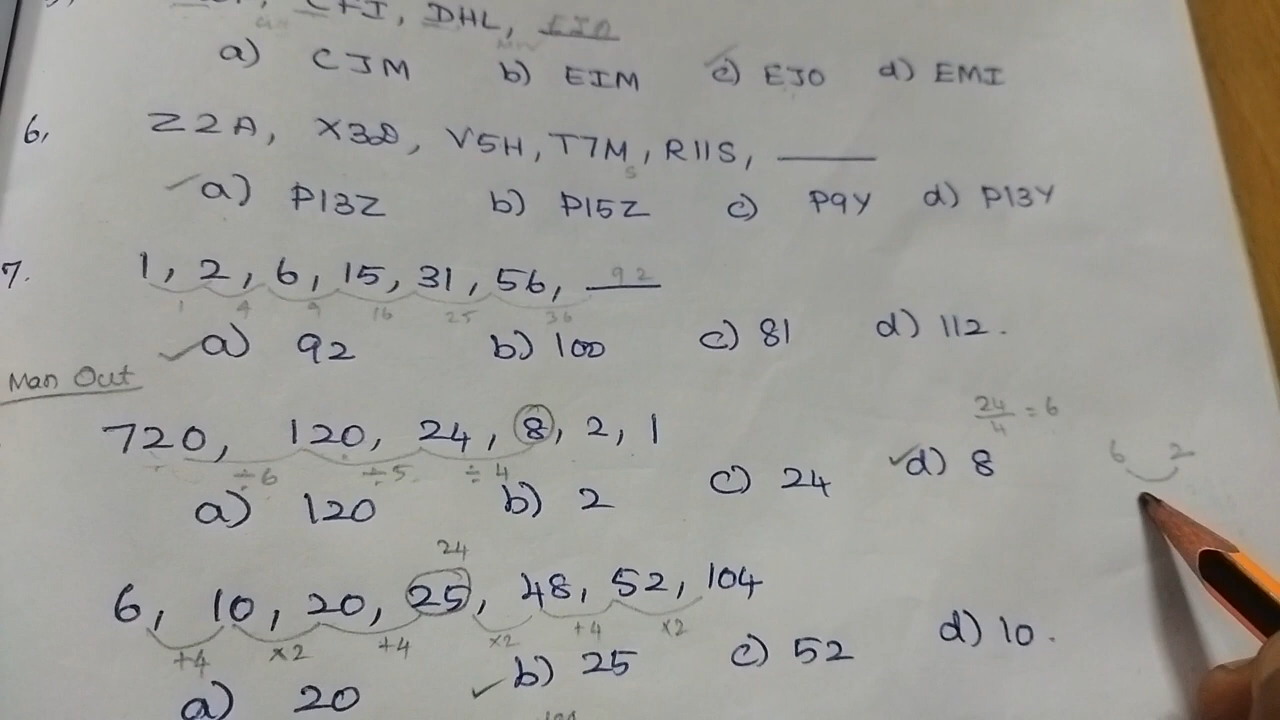 CFI, DHL, EJO
a) CJM b) EIM c) EJO d) EMI
6, Z2A, X3D, V5H, T7M, R11S, ____
s
a) P13Z b) P15Z c) P9Y d) P13Y
7. 1, 2, 6, 15, 31, 56, 92
1 4 9 16 25 36
a) 92 b) 100 c) 81 d) 112.
Man Out
24/4 = 6
720, 120, 24, 8, 2, 1
6 2
÷6 ÷5 ÷4
a) 120 b) 2 c) 24 d) 8
24
6, 10, 20, 25, 48, 52, 104
+4 ×2 +4 ×2 +4 ×2
a) 20 b) 25 c) 52 d) 10.